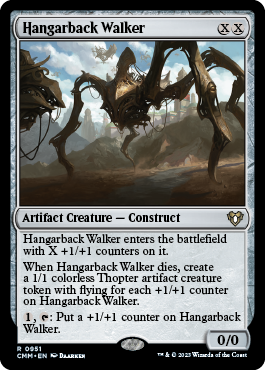 Hangarback Walker XX
Artifact Creature — Construct
Hangarback Walker enters the battlefield
with X +1/+1 counters on it.
When Hangarback Walker dies, create
a 1/1 colorless Thopter artifact creature
token with flying for each +1/+1 counter
on Hangarback Walker.
1, T: Put a +1/+1 counter on Hangarback
Walker.
0/0
R 0951
CMM • EN DAARKEN
™ & © 2023 Wizards of the Coast